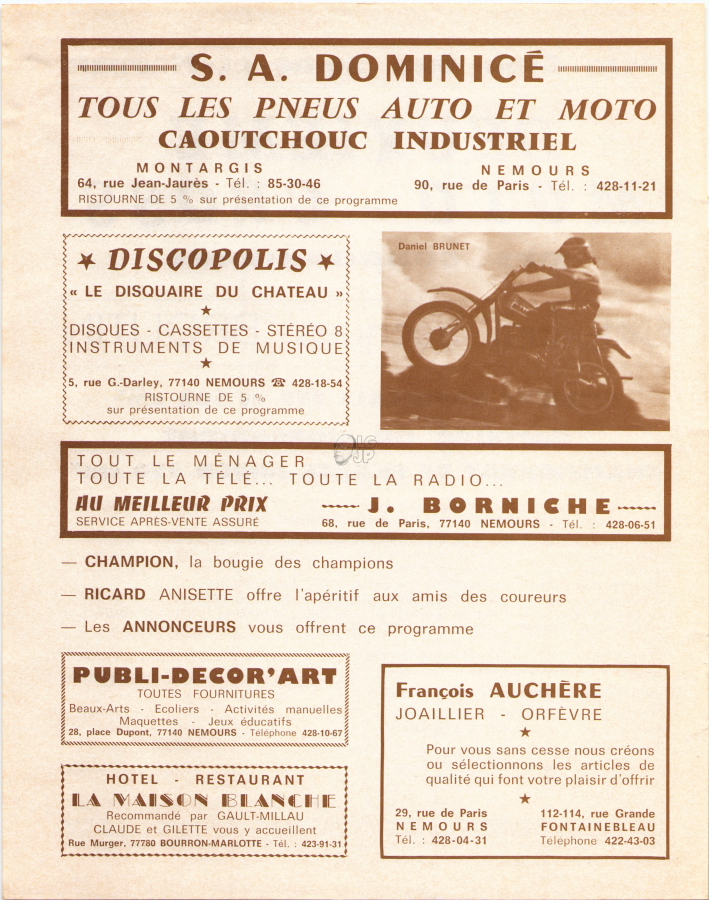 S. A. DOMINICÉ
TOUS LES PNEUS AUTO ET MOTO
CAOUTCHOUC INDUSTRIEL
MONTARGIS
64, rue Jean-Jaurès - Tél. : 85-30-46
NEMOURS
90, rue de Paris - Tél. : 428-11-21
RISTOURNE DE 5 % sur présentation de ce programme
★ DISCOPOLIS ★
« LE DISQUAIRE DU CHATEAU »
★
DISQUES - CASSETTES - STÉRÉO 8
INSTRUMENTS DE MUSIQUE
★
5, rue G.-Darley, 77140 NEMOURS ☎ 428-18-54
RISTOURNE DE 5 %
sur présentation de ce programme
Daniel BRUNET
TOUT LE MÉNAGER
TOUTE LA TÉLÉ... TOUTE LA RADIO...
AU MEILLEUR PRIX
SERVICE APRÈS-VENTE ASSURÉ
J. BORNICHE
68, rue de Paris, 77140 NEMOURS - Tél. : 428-06-51
— CHAMPION, la bougie des champions
— RICARD ANISETTE offre l'apéritif aux amis des coureurs
— Les ANNONCEURS vous offrent ce programme
PUBLI-DECOR'ART
TOUTES FOURNITURES
Beaux-Arts - Ecoliers - Activités manuelles
Maquettes - Jeux éducatifs
28, place Dupont, 77140 NEMOURS - Téléphone 428-10-67
HOTEL - RESTAURANT
LA MAISON BLANCHE
Recommandé par GAULT-MILLAU
CLAUDE et GILETTE vous y accueillent
Rue Murger, 77780 BOURRON-MARLOTTE - Tél. : 423-91-31
François AUCHÈRE
JOAILLIER - ORFÈVRE
★
Pour vous sans cesse nous créons
ou sélectionnons les articles de
qualité qui font votre plaisir d'offrir
★
29, rue de Paris
NEMOURS
Tél. : 428-04-31
112-114, rue Grande
FONTAINEBLEAU
Téléphone 422-43-03